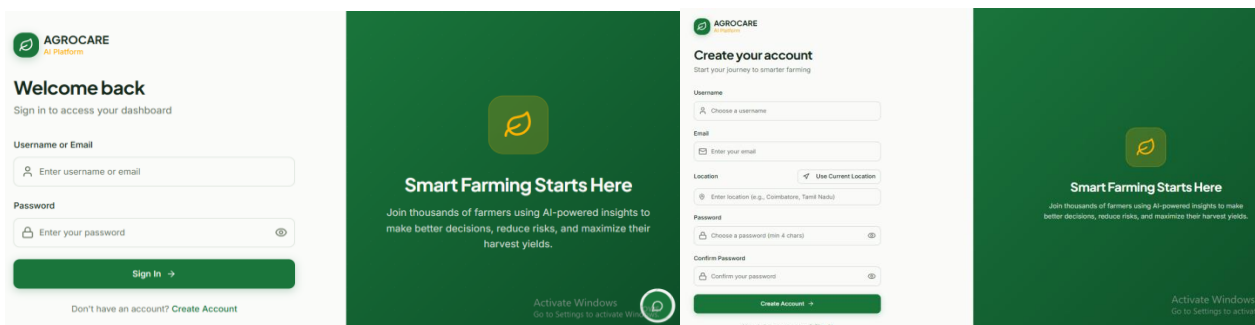 AGROCARE
AI Platform
Welcome back
Sign in to access your dashboard
Username or Email
Enter username or email
Password
Enter your password
Sign In →
Don't have an account? Create Account
Smart Farming Starts Here
Join thousands of farmers using AI-powered insights to
make better decisions, reduce risks, and maximize their
harvest yields.
Activate Windows
Go to Settings to activate
AGROCARE
AI Platform
Create your account
Start your journey to smarter farming
Username
Choose a username
Email
Enter your email
Location
Use Current Location
Enter location (e.g., Coimbatore, Tamil Nadu)
Password
Choose a password (min 4 chars)
Confirm Password
Confirm your password
Create Account →
Smart Farming Starts Here
Join thousands of farmers using AI-powered insights to make
better decisions, reduce risks, and maximize their harvest yields.
Activate Windows
Go to Settings to